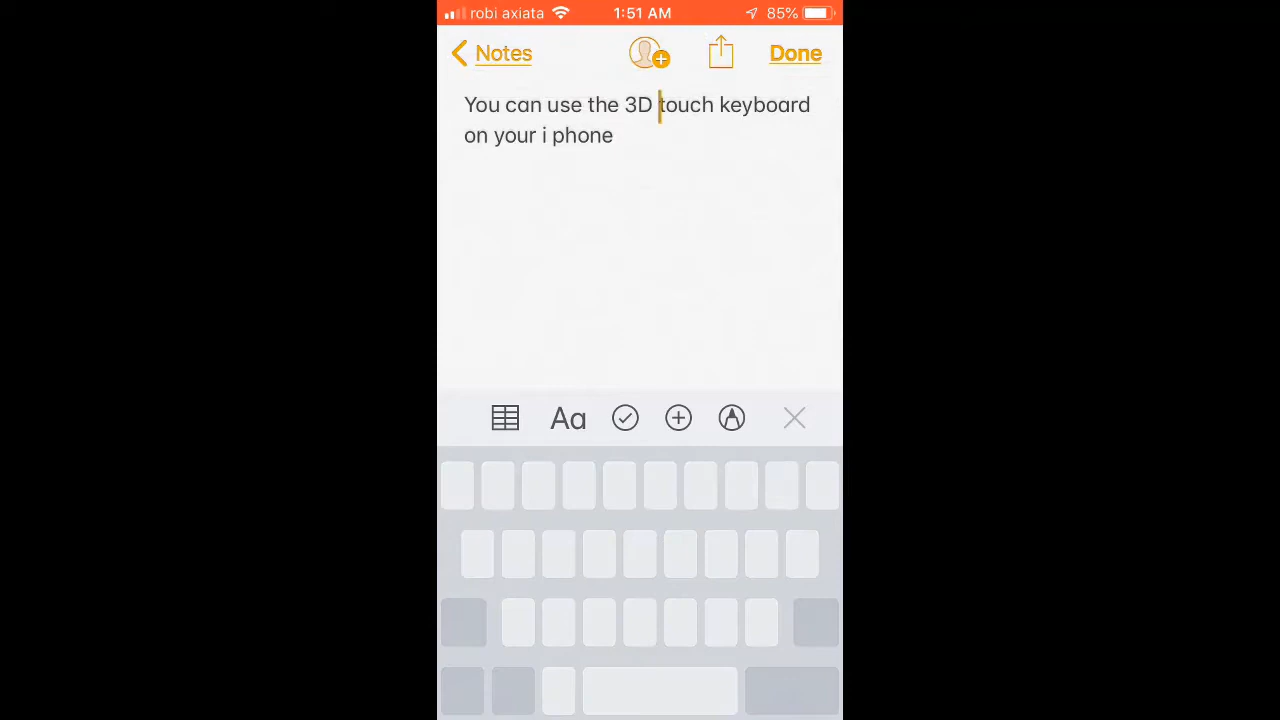 robi axiata 1:51 AM 85%
Notes Done
You can use the 3D touch keyboard
on your i phone
Aa